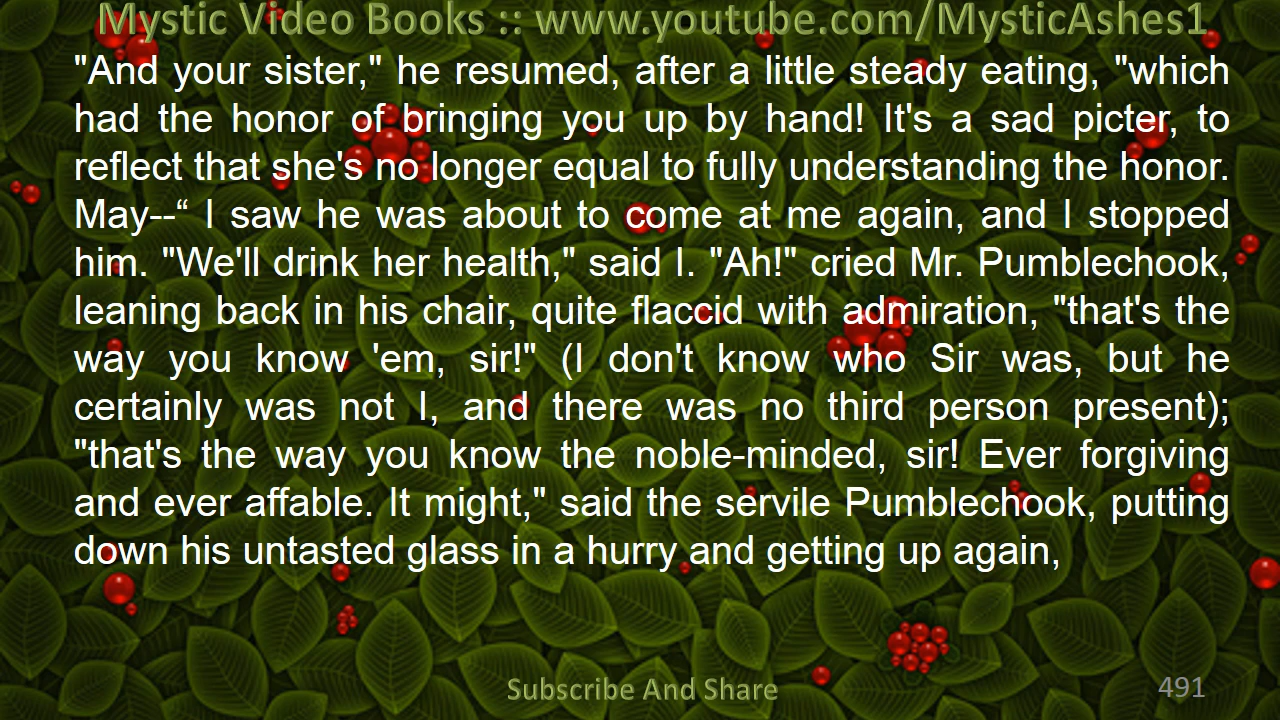 Mystic Video Books :: www.youtube.com/MysticAshes1
"And your sister," he resumed, after a little steady eating, "which
had the honor of bringing you up by hand! It's a sad picter, to
reflect that she's no longer equal to fully understanding the honor.
May--“ I saw he was about to come at me again, and I stopped
him. "We'll drink her health," said I. "Ah!" cried Mr. Pumblechook,
leaning back in his chair, quite flaccid with admiration, "that's the
way you know 'em, sir!" (I don't know who Sir was, but he
certainly was not I, and there was no third person present);
"that's the way you know the noble-minded, sir! Ever forgiving
and ever affable. It might," said the servile Pumblechook, putting
down his untasted glass in a hurry and getting up again,
Subscribe And Share
491